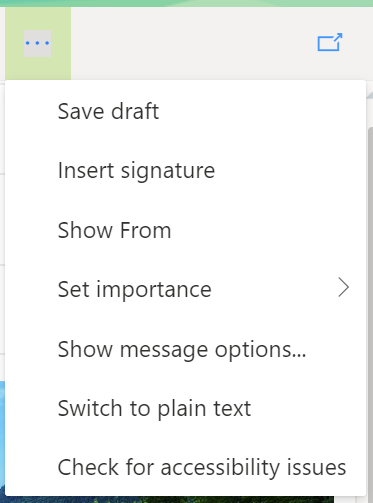 Save draft
Insert signature
Show From
Set importance
Show message options...
Switch to plain text
Check for accessibility issues